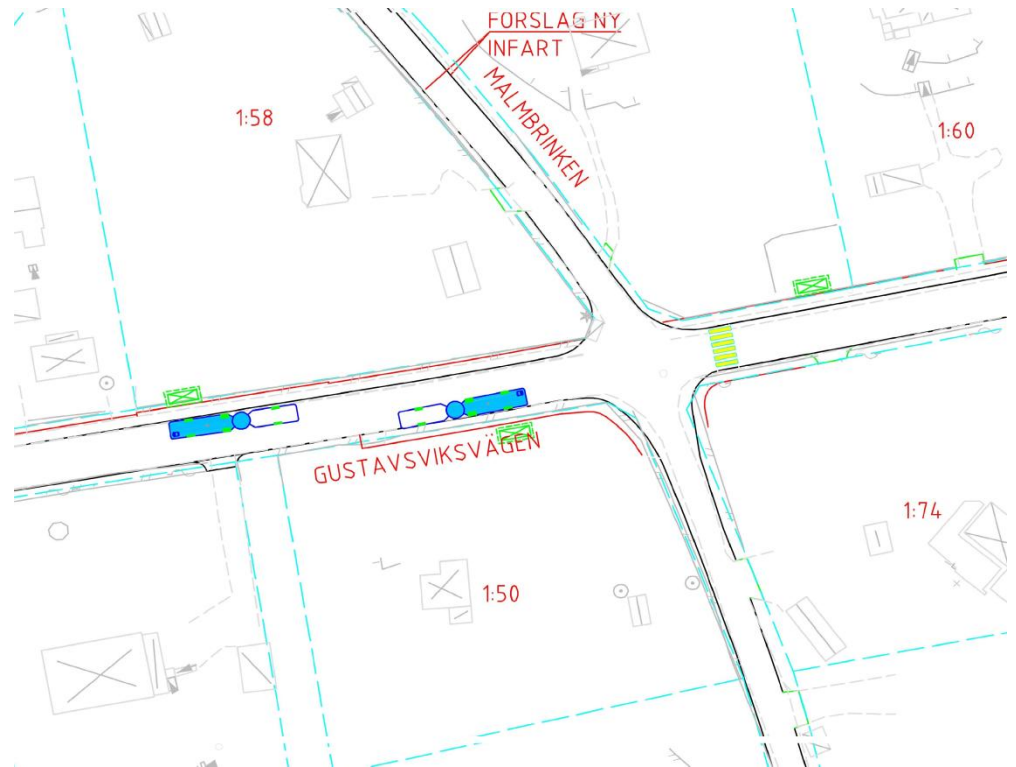 FÖRSLAG NY
INFART
MALMBRINKEN
1:58
1:60
GUSTAVSVIKSVÄGEN
1:74
1:50